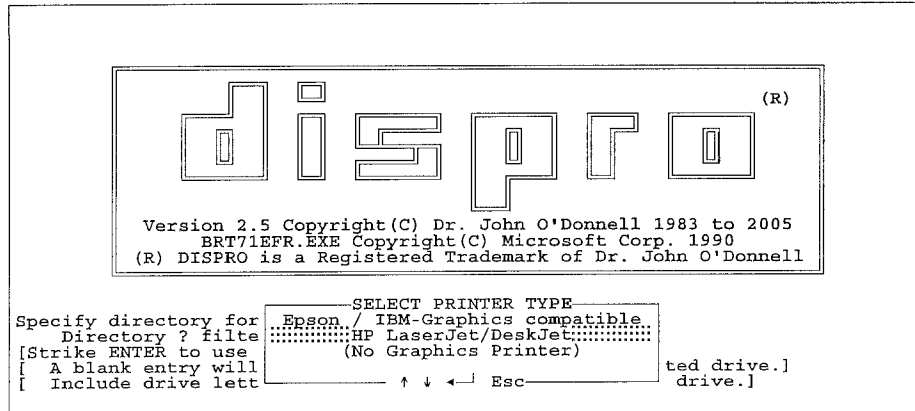 dispro (R)
Version 2.5 Copyright(C) Dr. John O'Donnell 1983 to 2005
BRT71EFR.EXE Copyright(C) Microsoft Corp. 1990
(R) DISPRO is a Registered Trademark of Dr. John O'Donnell
SELECT PRINTER TYPE
Specify directory for Epson / IBM-Graphics compatible
Directory ? filte HP LaserJet/DeskJet
[Strike ENTER to use (No Graphics Printer)
[ A blank entry will ted drive.]
[ Include drive lett ↑ ↓ ◄┘ Esc drive.]